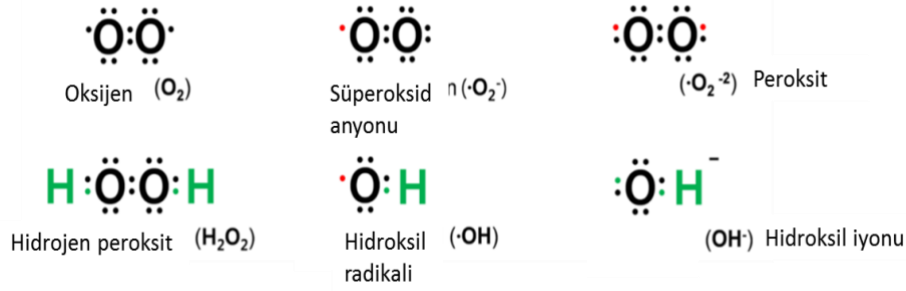 ·O:O·
·O:O:
:O:O:
Oksijen (O₂)
Süperoksid n (·O₂⁻)
anyonu
(·O₂⁻²) Peroksit
H:O:O:H
·O:H
:O:H⁻
Hidrojen peroksit (H₂O₂)
Hidroksil (·OH)
radikali
(OH⁻) Hidroksil iyonu